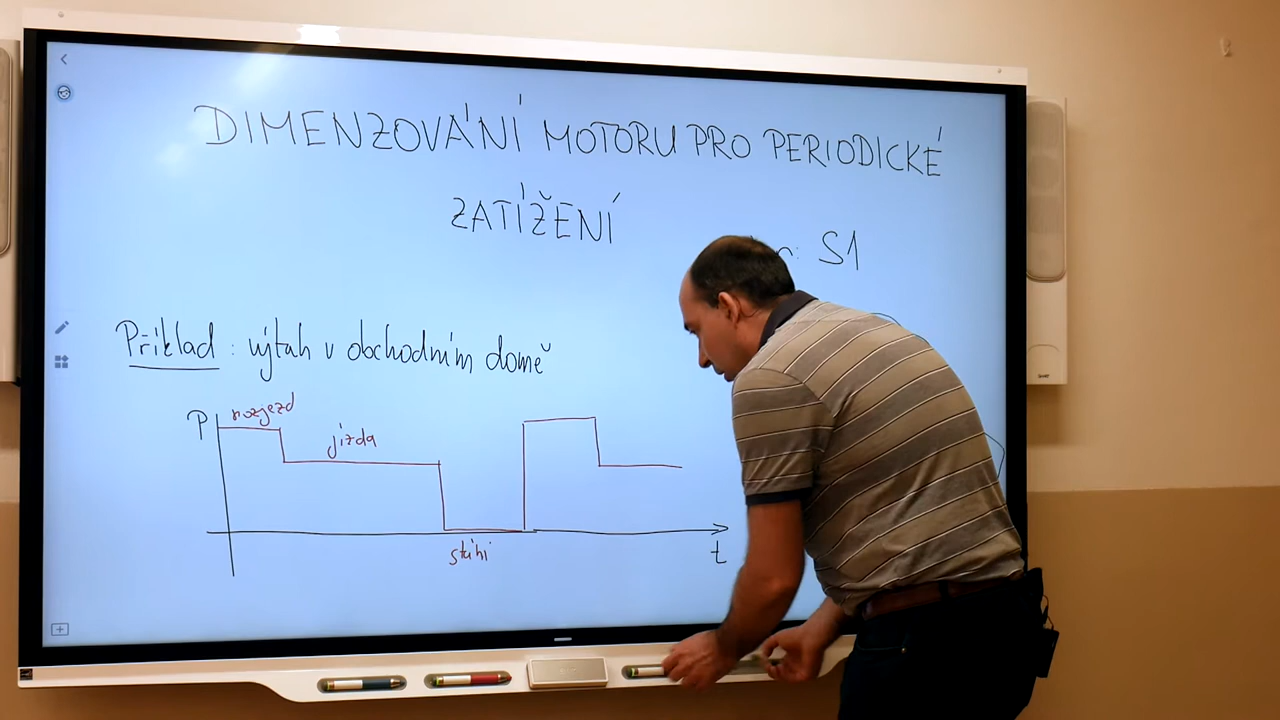 DIMENZOVÁNÍ MOTORU PRO PERIODICKÉ
ZATÍŽENÍ
S1
Příklad: výtah v obchodním domě
P
rozjezd
jízda
stání
t